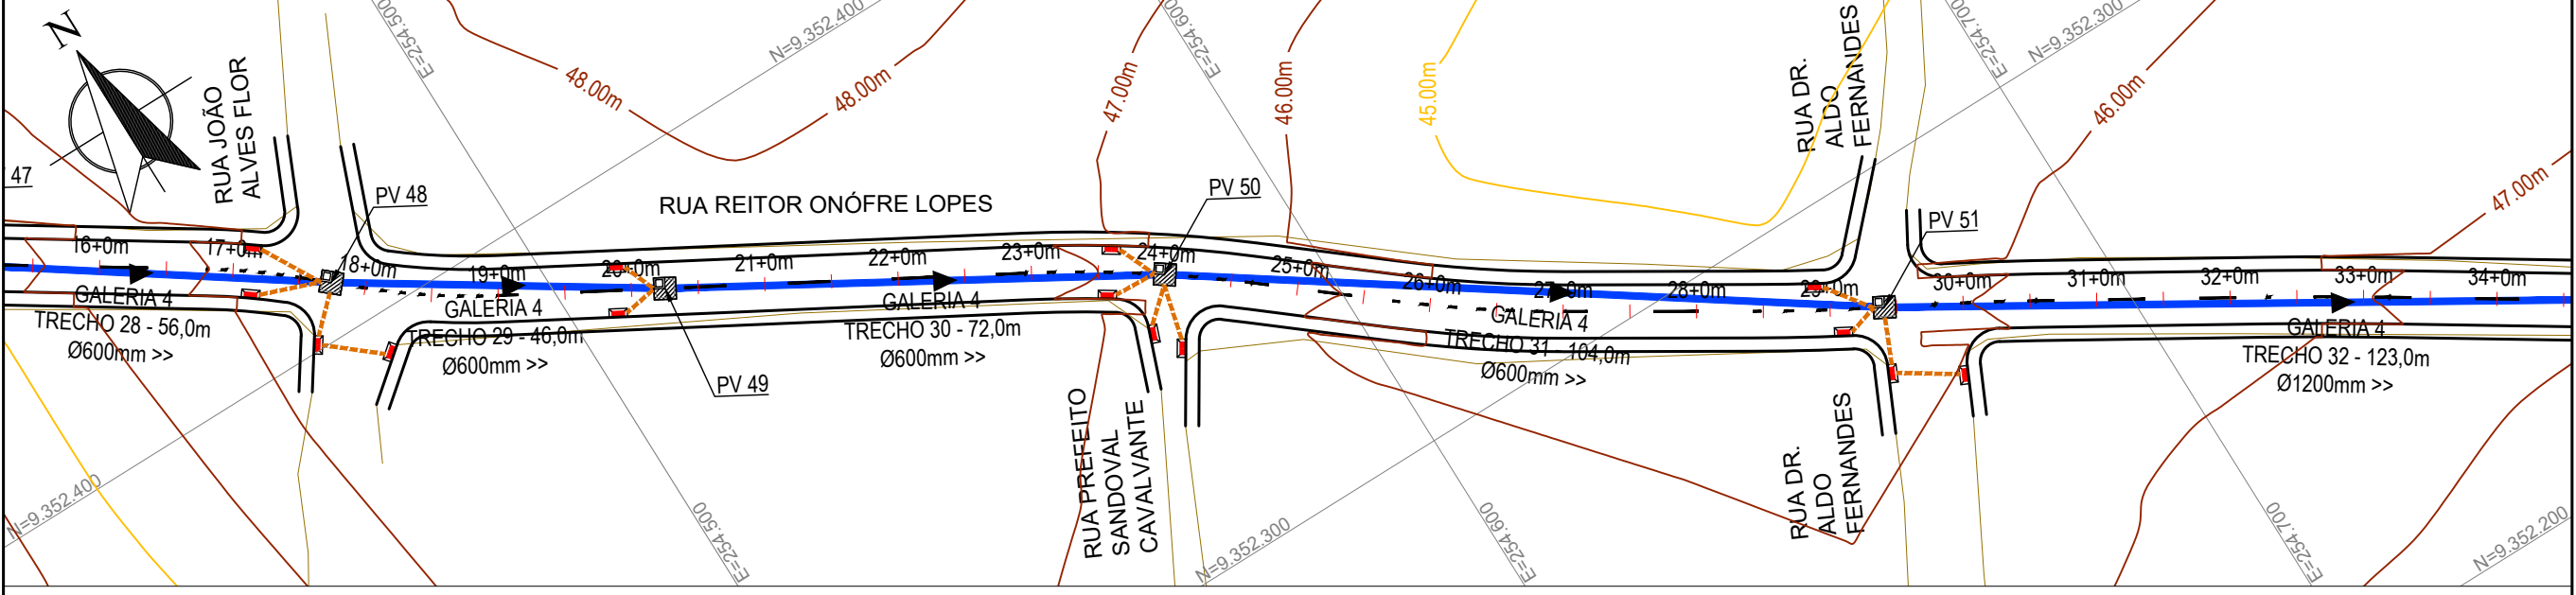 N
RUA JOÃO
ALVES FLOR
E=254.500
N=9.352.400
E=254.600
RUA DR.
ALDO
FERNANDES
E=254.700
N=9.352.300
48.00m
48.00m
47.00m
46.00m
45.00m
46.00m
47.00m
47
PV 48
RUA REITOR ONÓFRE LOPES
PV 50
PV 51
16+0m
17+0m
18+0m
19+0m
20+0m
21+0m
22+0m
23+0m
24+0m
25+0m
26+0m
27+0m
28+0m
29+0m
30+0m
31+0m
32+0m
33+0m
34+0m
GALERIA 4
TRECHO 28 - 56,0m
Ø600mm >>
GALERIA 4
TRECHO 29 - 46,0m
Ø600mm >>
PV 49
GALERIA 4
TRECHO 30 - 72,0m
Ø600mm >>
GALERIA 4
TRECHO 31 - 104,0m
Ø600mm >>
GALERIA 4
TRECHO 32 - 123,0m
Ø1200mm >>
RUA PREFEITO
SANDOVAL
CAVALVANTE
RUA DR.
ALDO
FERNANDES
N=9.352.400
E=254.500
N=9.352.300
E=254.600
E=254.700
N=9.352.200